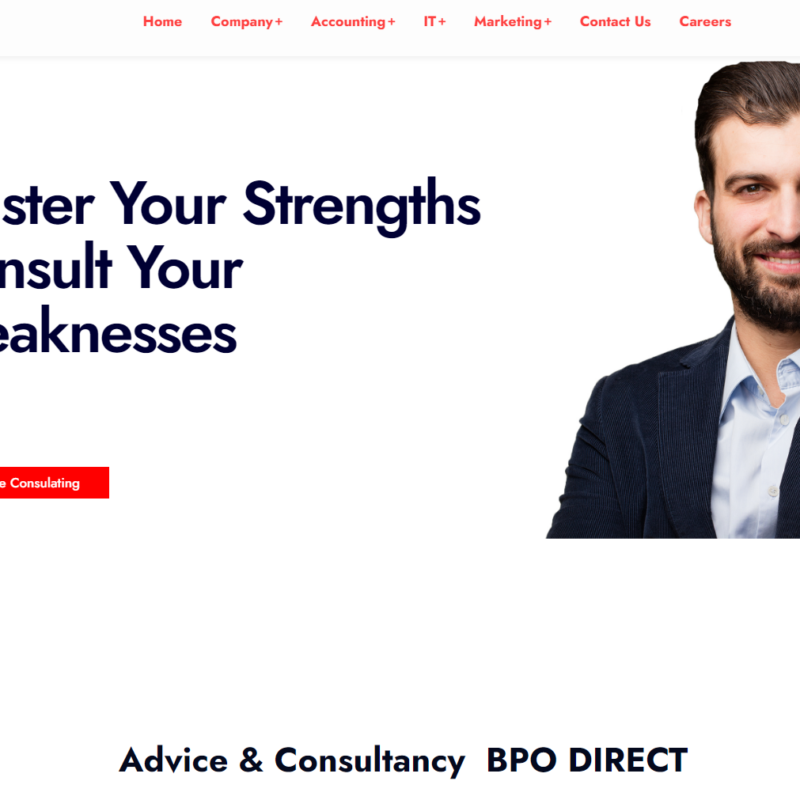 Home Company+ Accounting+ IT+ Marketing+ Contact Us Careers
ster Your Strengths
nsult Your
eaknesses
e Consulating
Advice & Consultancy BPO DIRECT